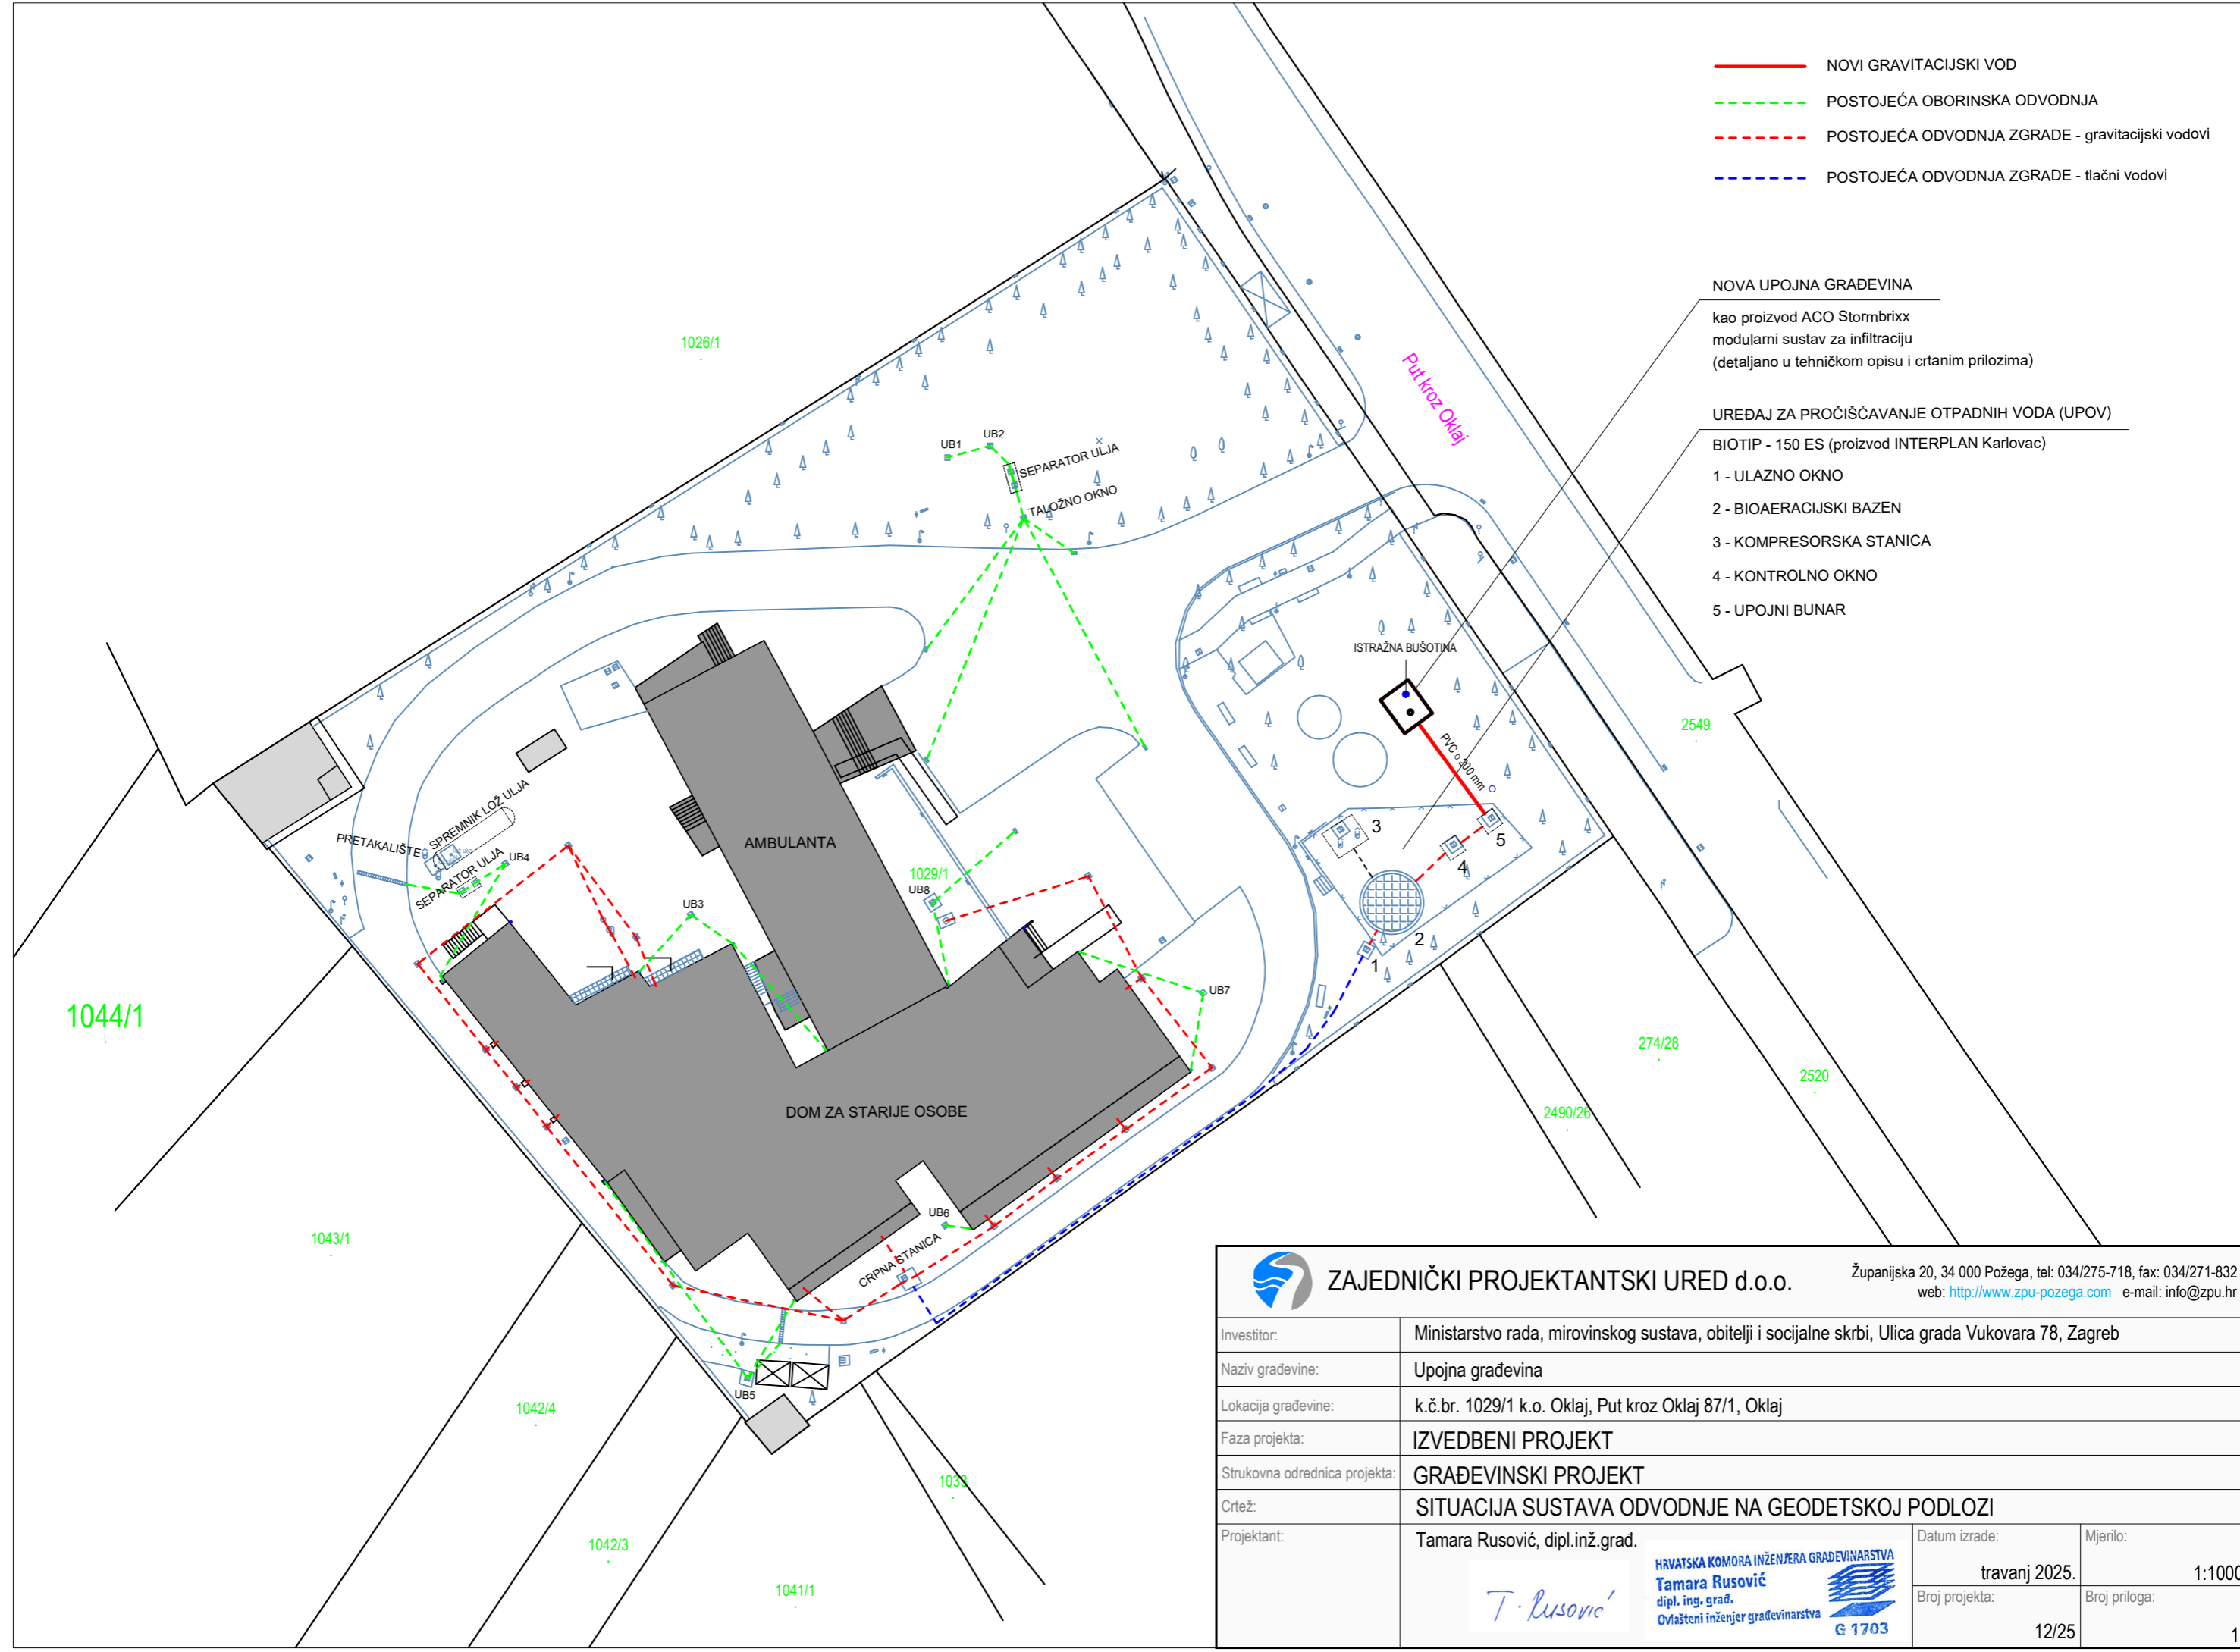 NOVI GRAVITACIJSKI VOD
POSTOJEĆA OBORINSKA ODVODNJA
POSTOJEĆA ODVODNJA ZGRADE - gravitacijski vodovi
POSTOJEĆA ODVODNJA ZGRADE - tlačni vodovi
NOVA UPOJNA GRAĐEVINA
kao proizvod ACO Stormbrixx
modularni sustav za infiltraciju
(detaljano u tehničkom opisu i crtanim prilozima)
UREĐAJ ZA PROČIŠĆAVANJE OTPADNIH VODA (UPOV)
BIOTIP - 150 ES (proizvod INTERPLAN Karlovac)
1 - ULAZNO OKNO
2 - BIOAERACIJSKI BAZEN
3 - KOMPRESORSKA STANICA
4 - KONTROLNO OKNO
5 - UPOJNI BUNAR
1026/1
Put kroz Oklaj
UB1
UB2
SEPARATOR ULJA
TALOŽNO OKNO
ISTRAŽNA BUŠOTINA
2549
PVC ø 200 mm
SPREMNIK LOŽ ULJA
PRETAKALIŠTE
SEPARATOR ULJA
UB4
AMBULANTA
3
5
4
1029/1
UB8
UB3
2
1
UB7
1044/1
274/28
2520
2490/26
DOM ZA STARIJE OSOBE
UB6
CRPNA STANICA
1043/1
UB5
1042/4
1033
1042/3
1041/1
ZAJEDNIČKI PROJEKTANTSKI URED d.o.o.
Županijska 20, 34 000 Požega, tel: 034/275-718, fax: 034/271-832
web: http://www.zpu-pozega.com e-mail: info@zpu.hr
Investitor: Ministarstvo rada, mirovinskog sustava, obitelji i socijalne skrbi, Ulica grada Vukovara 78, Zagreb
Naziv građevine: Upojna građevina
Lokacija građevine: k.č.br. 1029/1 k.o. Oklaj, Put kroz Oklaj 87/1, Oklaj
Faza projekta: IZVEDBENI PROJEKT
Strukovna odrednica projekta: GRAĐEVINSKI PROJEKT
Crtež: SITUACIJA SUSTAVA ODVODNJE NA GEODETSKOJ PODLOZI
Projektant: Tamara Rusović, dipl.inž.građ.
T. Rusović
HRVATSKA KOMORA INŽENJERA GRAĐEVINARSTVA
Tamara Rusović
dipl. ing. građ.
Ovlašteni inženjer građevinarstva
G 1703
Datum izrade: travanj 2025.
Mjerilo: 1:1000
Broj projekta: 12/25
Broj priloga: 1